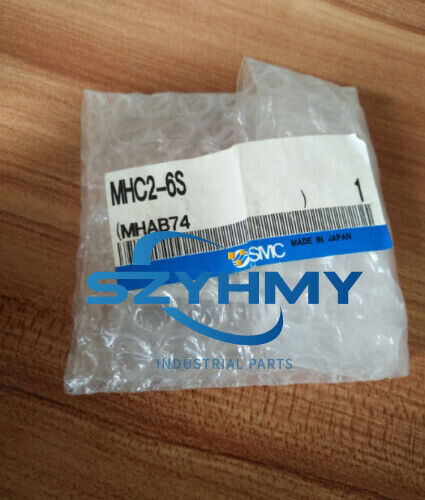 MHC2-6S
(MHAB74 ) 1
SMC MADE IN JAPAN
SZYHMY
INDUSTRIAL PARTS